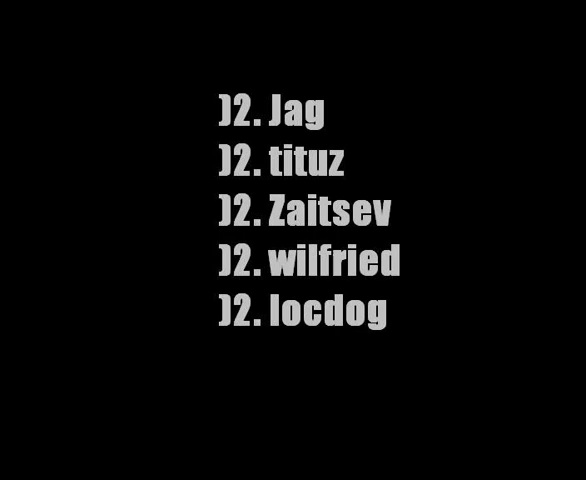 )2. Jag
)2. tituz
)2. Zaitsev
)2. wilfried
)2. locdog